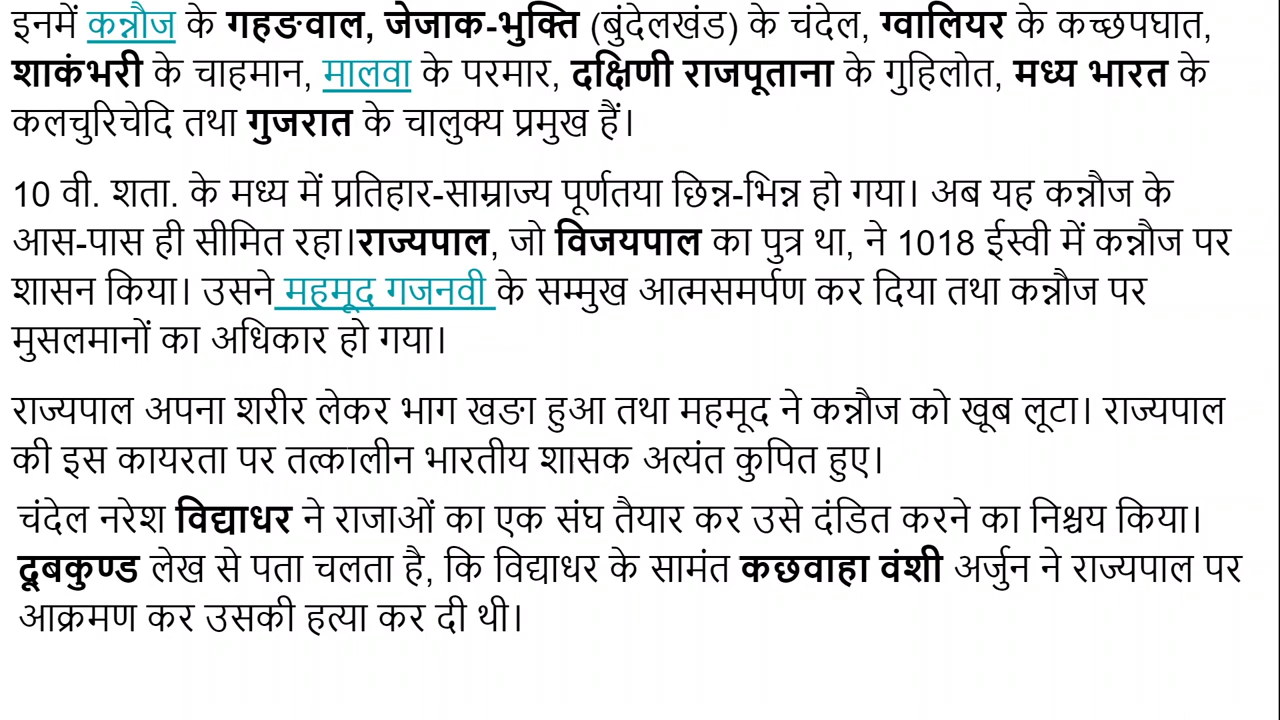 इनमें कन्नौज के गहङवाल, जेजाक-भुक्ति (बुंदेलखंड) के चंदेल, ग्वालियर के कच्छपघात,
शाकंभरी के चाहमान, मालवा के परमार, दक्षिणी राजपूताना के गुहिलोत, मध्य भारत के
कलचुरिचेदि तथा गुजरात के चालुक्य प्रमुख हैं।
10 वी. शता. के मध्य में प्रतिहार-साम्राज्य पूर्णतया छिन्न-भिन्न हो गया। अब यह कन्नौज के
आस-पास ही सीमित रहा।राज्यपाल, जो विजयपाल का पुत्र था, ने 1018 ईस्वी में कन्नौज पर
शासन किया। उसने महमूद गजनवी के सम्मुख आत्मसमर्पण कर दिया तथा कन्नौज पर
मुसलमानों का अधिकार हो गया।
राज्यपाल अपना शरीर लेकर भाग खङा हुआ तथा महमूद ने कन्नौज को खूब लूटा। राज्यपाल
की इस कायरता पर तत्कालीन भारतीय शासक अत्यंत कुपित हुए।
चंदेल नरेश विद्याधर ने राजाओं का एक संघ तैयार कर उसे दंडित करने का निश्चय किया।
दूबकुण्ड लेख से पता चलता है, कि विद्याधर के सामंत कछवाहा वंशी अर्जुन ने राज्यपाल पर
आक्रमण कर उसकी हत्या कर दी थी।